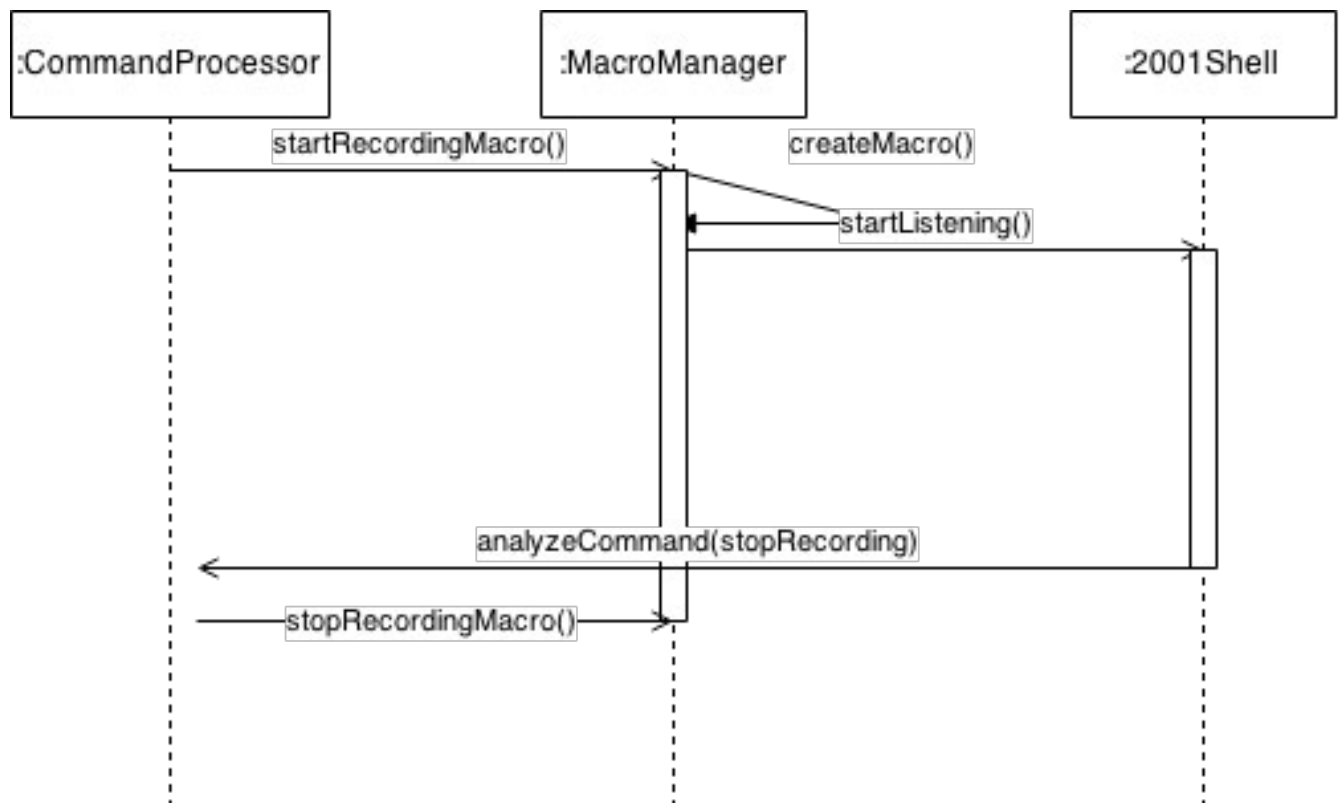 :CommandProcessor
:MacroManager
:2001Shell
startRecordingMacro()
createMacro()
startListening()
analyzeCommand(stopRecording)
stopRecordingMacro()